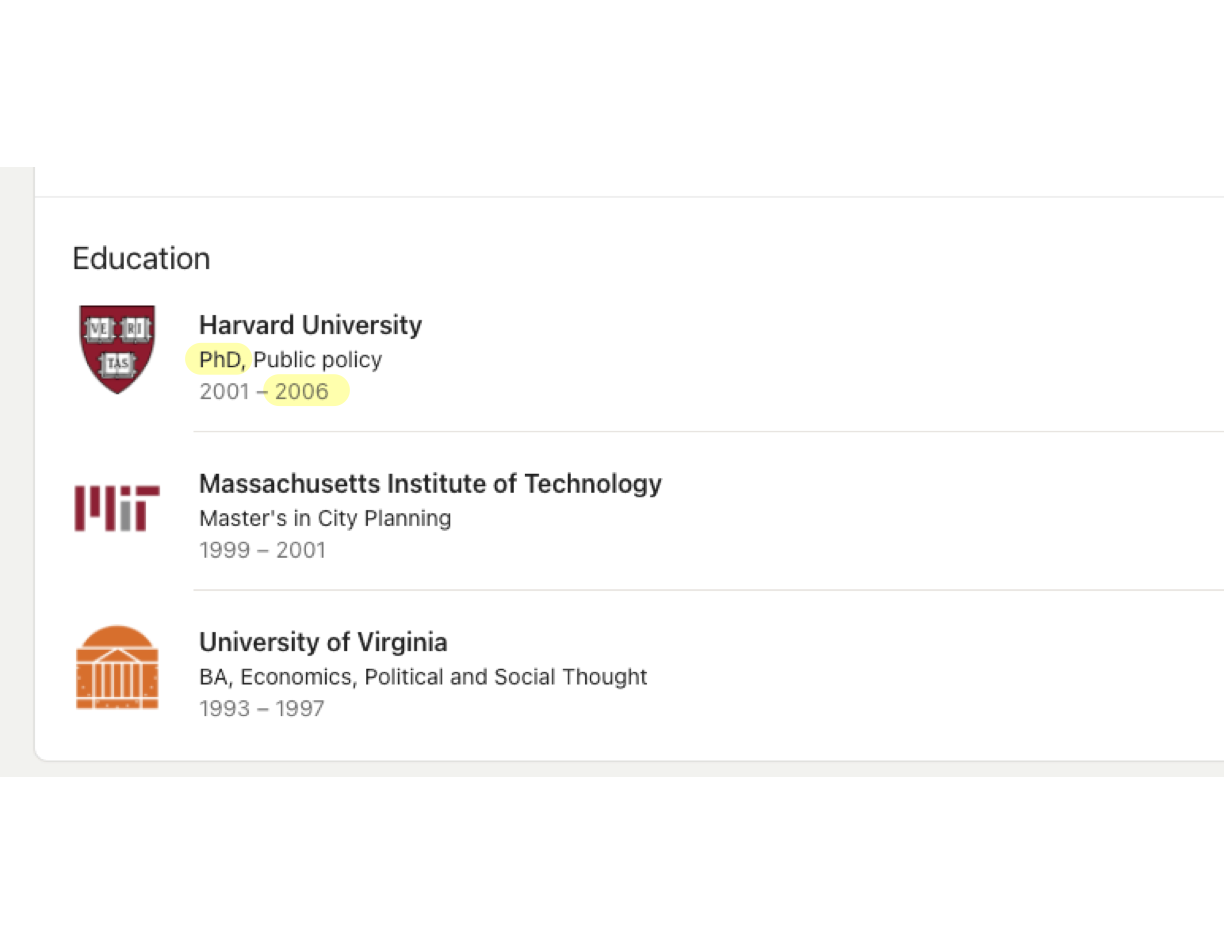 Education
VE RI
TAS
Harvard University
PhD, Public policy
2001 – 2006
MIT
Massachusetts Institute of Technology
Master's in City Planning
1999 – 2001
University of Virginia
BA, Economics, Political and Social Thought
1993 – 1997